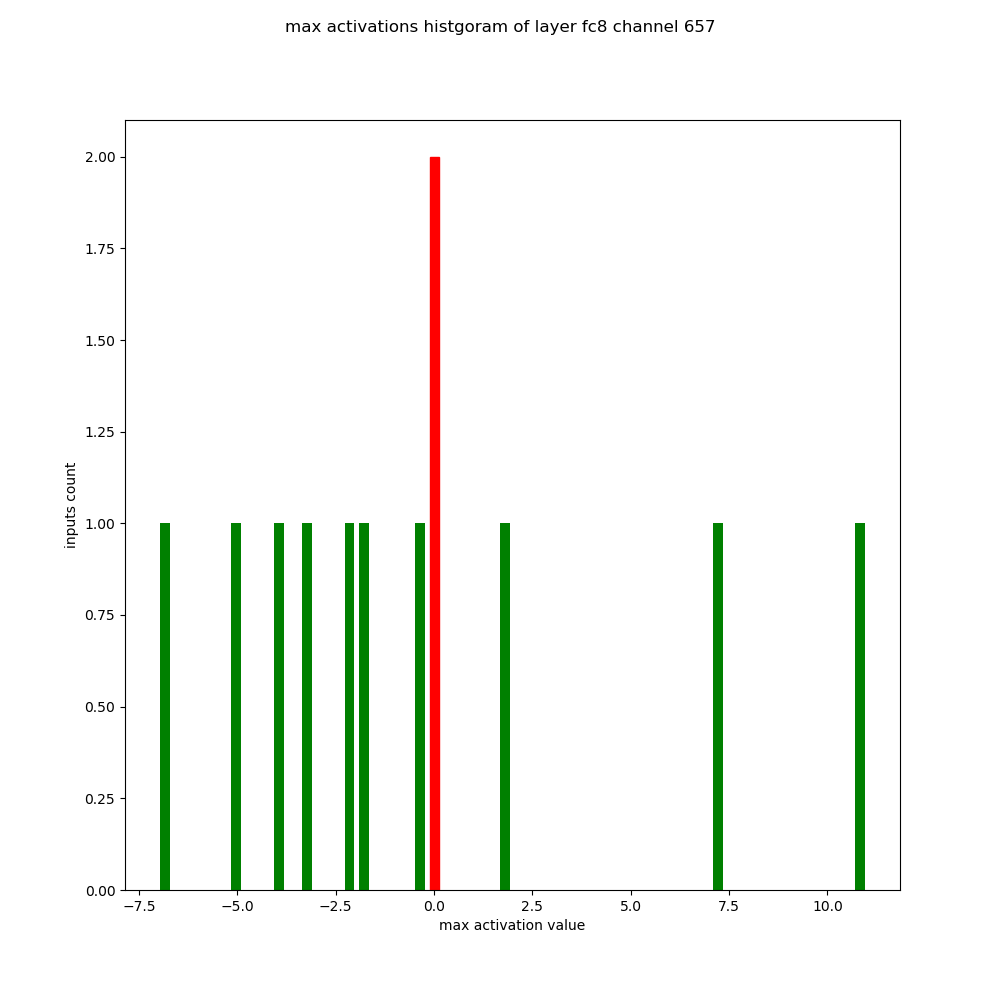 max activations histgoram of layer fc8 channel 657
2.00
1.75
1.50
1.25
1.00
0.75
0.50
0.25
0.00
inputs count
−7.5 −5.0 −2.5 0.0 2.5 5.0 7.5 10.0
max activation value